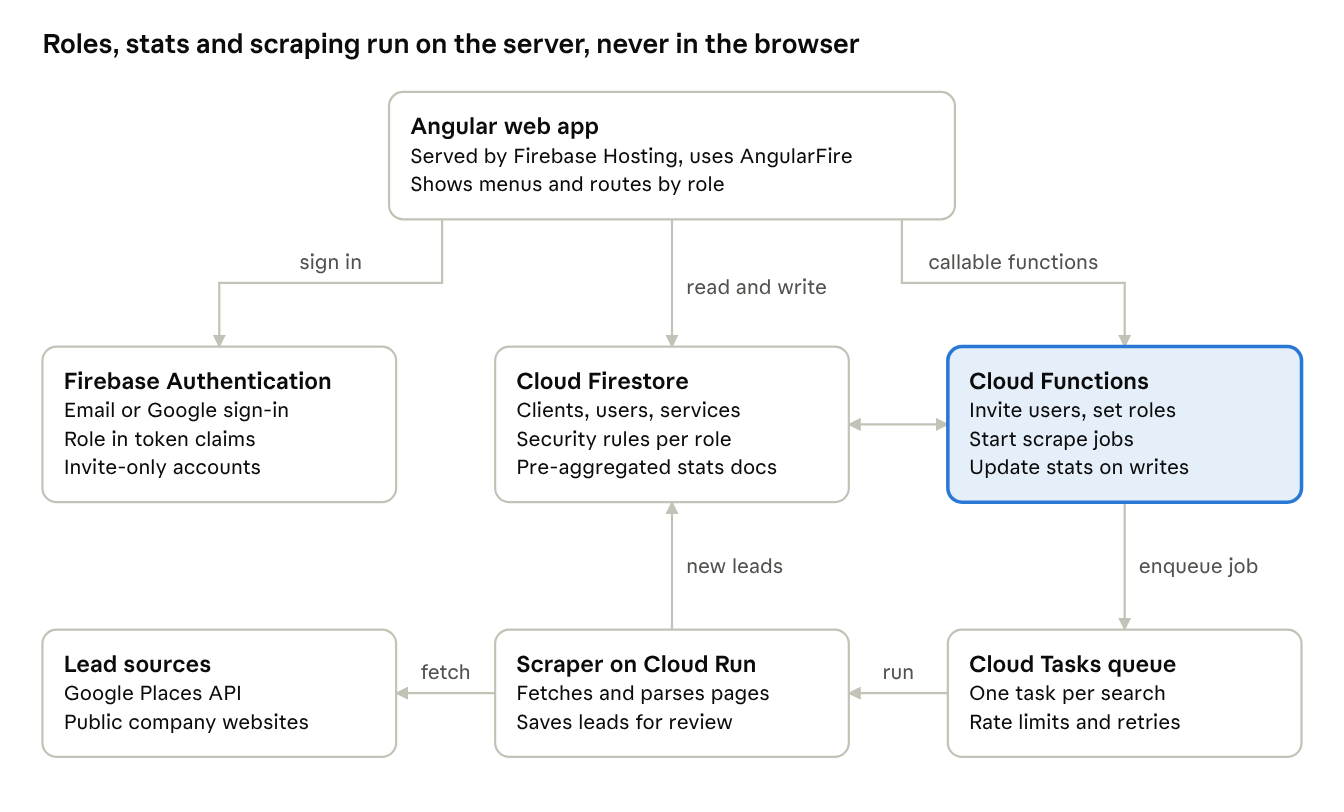 Roles, stats and scraping run on the server, never in the browser
Angular web app
Served by Firebase Hosting, uses AngularFire
Shows menus and routes by role
sign in
read and write
callable functions
Firebase Authentication
Email or Google sign-in
Role in token claims
Invite-only accounts
Cloud Firestore
Clients, users, services
Security rules per role
Pre-aggregated stats docs
Cloud Functions
Invite users, set roles
Start scrape jobs
Update stats on writes
new leads
enqueue job
Lead sources
Google Places API
Public company websites
fetch
Scraper on Cloud Run
Fetches and parses pages
Saves leads for review
run
Cloud Tasks queue
One task per search
Rate limits and retries